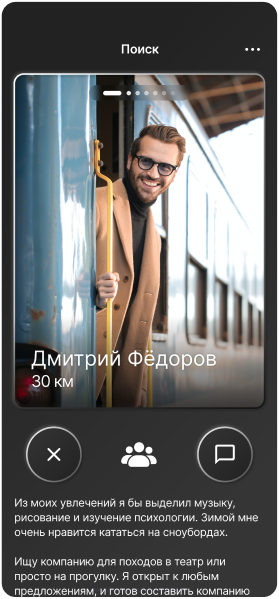 Поиск
Дмитрий Фёдоров
30 км
Из моих увлечений я бы выделил музыку,
рисование и изучение психологии. Зимой мне
очень нравится кататься на сноубордах.
Ищу компанию для походов в театр или
просто на прогулку. Я открыт к любым
предложениям, и готов составить компанию